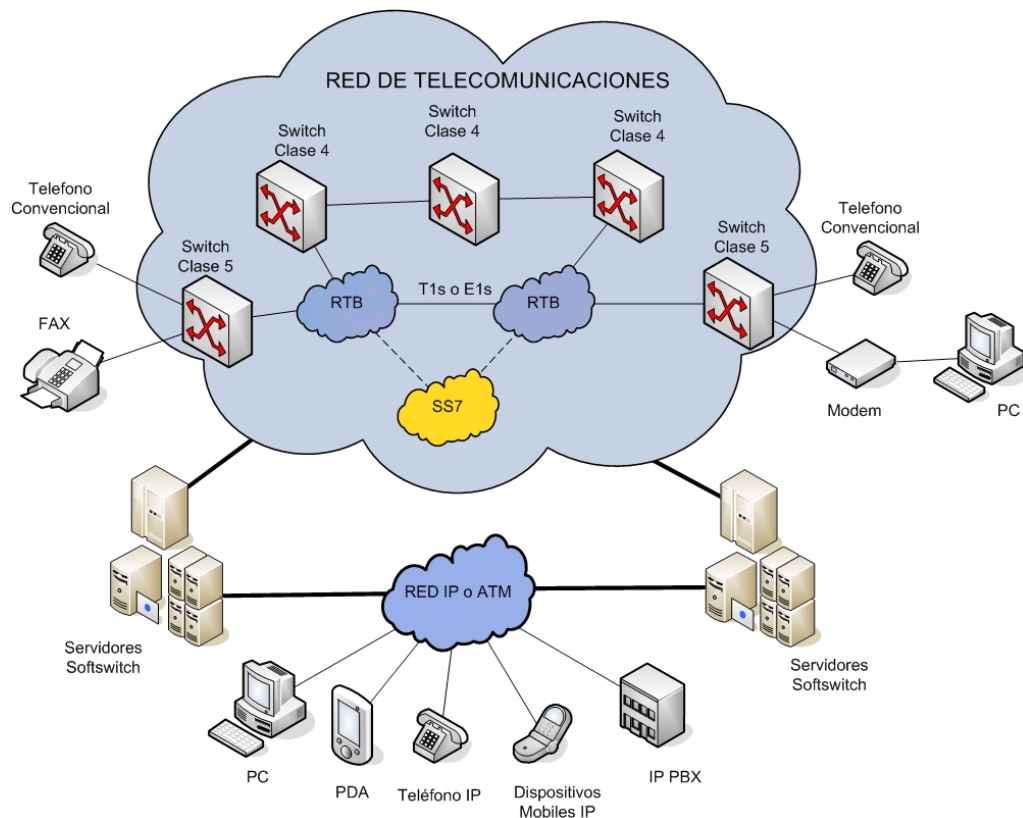 RED DE TELECOMUNICACIONES
Switch
Clase 4
Switch
Clase 4
Switch
Clase 4
Telefono
Convencional
Switch
Clase 5
Switch
Clase 5
Telefono
Convencional
RTB
T1s o E1s
RTB
FAX
SS7
Modem
PC
RED IP o ATM
Servidores
Softswitch
Servidores
Softswitch
PC
PDA
Teléfono IP
Dispositivos
Mobiles IP
IP PBX